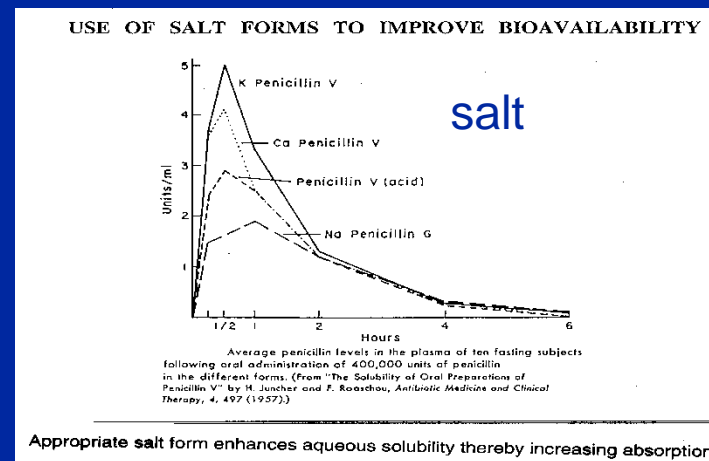 USE OF SALT FORMS TO IMPROVE BIOAVAILABILITY
salt
5
K Penicillin V
4
Ca Penicillin V
3
Penicillin V (acid)
Units/ml
2
Na Penicillin G
1
1/2 1 2 4 6
Hours
Average penicillin levels in the plasma of ten fasting subjects
following oral administration of 400,000 units of penicillin
in the different forms. (From "The Solubility of Oral Preparations of
Penicillin V" by H. Juncher and F. Raaschou, Antibiotic Medicine and Clinical
Therapy, 4, 497 (1957).)
Appropriate salt form enhances aqueous solubility thereby increasing absorption